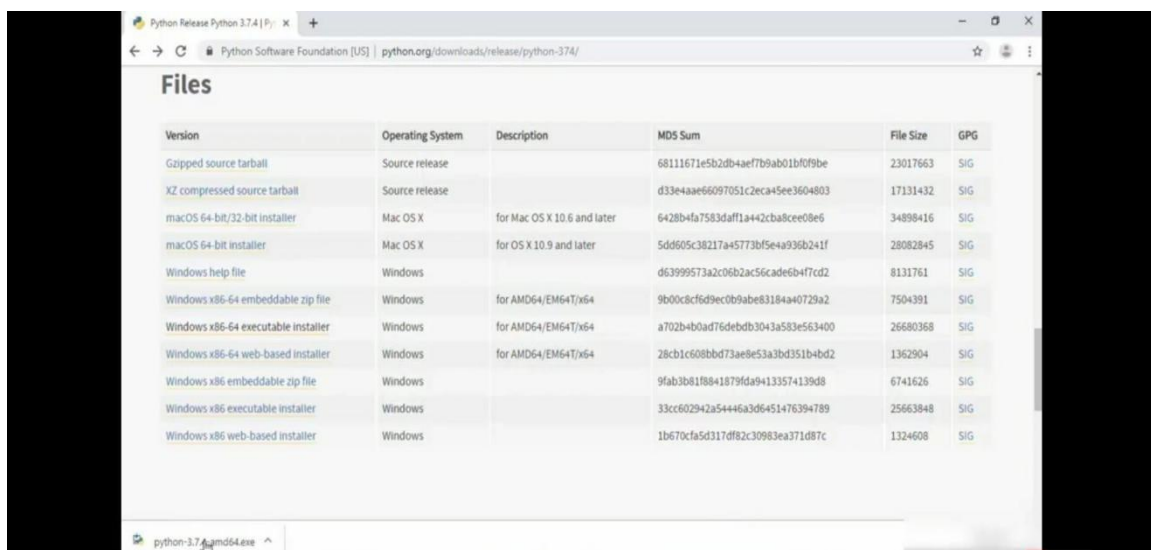 Python Release Python 3.7.4 | Py
Python Software Foundation [US] | python.org/downloads/release/python-374/
Files
Version Operating System Description MD5 Sum File Size GPG
Gzipped source tarball Source release 68111671e5b2db4aef7b9ab01bf0f9be 23017663 SIG
XZ compressed source tarball Source release d33e4aae66097051c2eca45ee3604803 17131432 SIG
macOS 64-bit/32-bit installer Mac OS X for Mac OS X 10.6 and later 6428b4fa7583daff1a442cba8cee08e6 34898416 SIG
macOS 64-bit installer Mac OS X for OS X 10.9 and later 5dd605c38217a45773bf5e4a936b241f 28082845 SIG
Windows help file Windows d63999573a2c06b2ac56cade6b4f7cd2 8131761 SIG
Windows x86-64 embeddable zip file Windows for AMD64/EM64T/x64 9b00c8cf6d9ec0b9abe83184a40729a2 7504391 SIG
Windows x86-64 executable installer Windows for AMD64/EM64T/x64 a702b4b0ad76debdb3043a583e563400 26680368 SIG
Windows x86-64 web-based installer Windows for AMD64/EM64T/x64 28cb1c608bbd73ae8e53a3bd351b4bd2 1362904 SIG
Windows x86 embeddable zip file Windows 9fab3b81f8841879fda94133574139d8 6741626 SIG
Windows x86 executable installer Windows 33cc602942a54446a3d6451476394789 25663848 SIG
Windows x86 web-based installer Windows 1b670cfa5d317df82c30983ea371d87c 1324608 SIG
python-3.7.4-amd64.exe